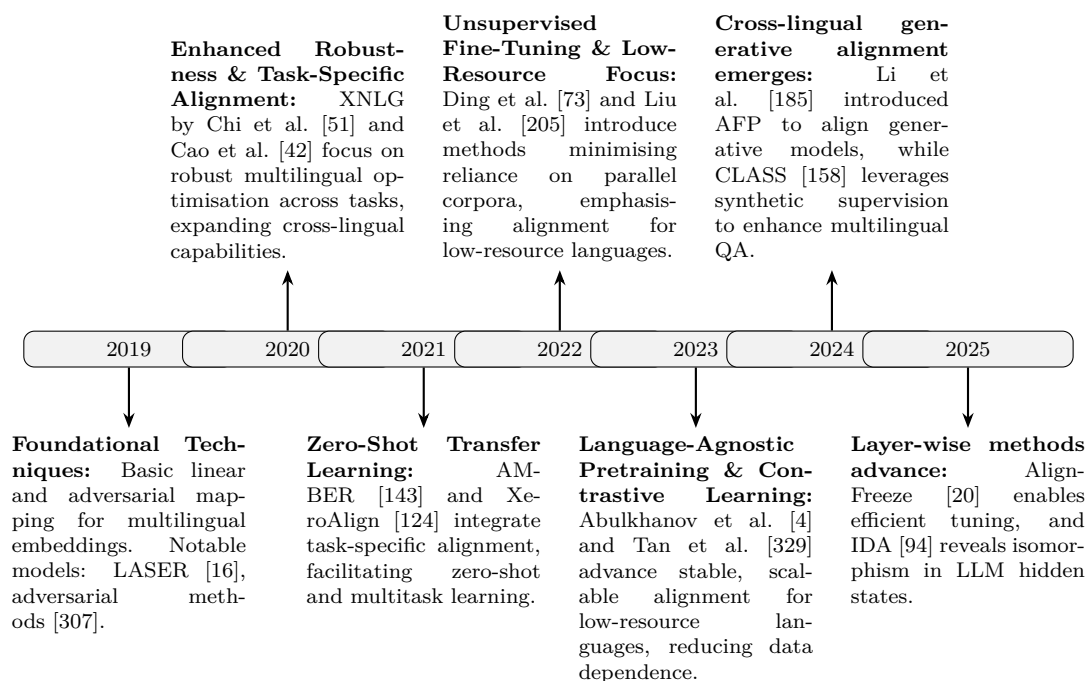 Enhanced Robust-
ness & Task-Specific
Alignment: XNLG
by Chi et al. [51] and
Cao et al. [42] focus on
robust multilingual op-
timisation across tasks,
expanding cross-lingual
capabilities.
Unsupervised
Fine-Tuning & Low-
Resource Focus:
Ding et al. [73] and Liu
et al. [205] introduce
methods minimising
reliance on parallel
corpora, emphasis-
ing alignment for
low-resource languages.
Cross-lingual gen-
erative alignment
emerges: Li et
al. [185] introduced
AFP to align gener-
ative models, while
CLASS [158] leverages
synthetic supervision
to enhance multilingual
QA.
2019 2020 2021 2022 2023 2024 2025
Foundational Tech-
niques: Basic linear
and adversarial map-
ping for multilingual
embeddings. Notable
models: LASER [16],
adversarial meth-
ods [307].
Zero-Shot Transfer
Learning: AM-
BER [143] and Xe-
roAlign [124] integrate
task-specific alignment,
facilitating zero-shot
and multitask learning.
Language-Agnostic
Pretraining & Con-
trastive Learning:
Abulkhanov et al. [4]
and Tan et al. [329]
advance stable, scal-
able alignment for
low-resource lan-
guages, reducing data
dependence.
Layer-wise methods
advance: Align-
Freeze [20] enables
efficient tuning, and
IDA [94] reveals isomor-
phism in LLM hidden
states.